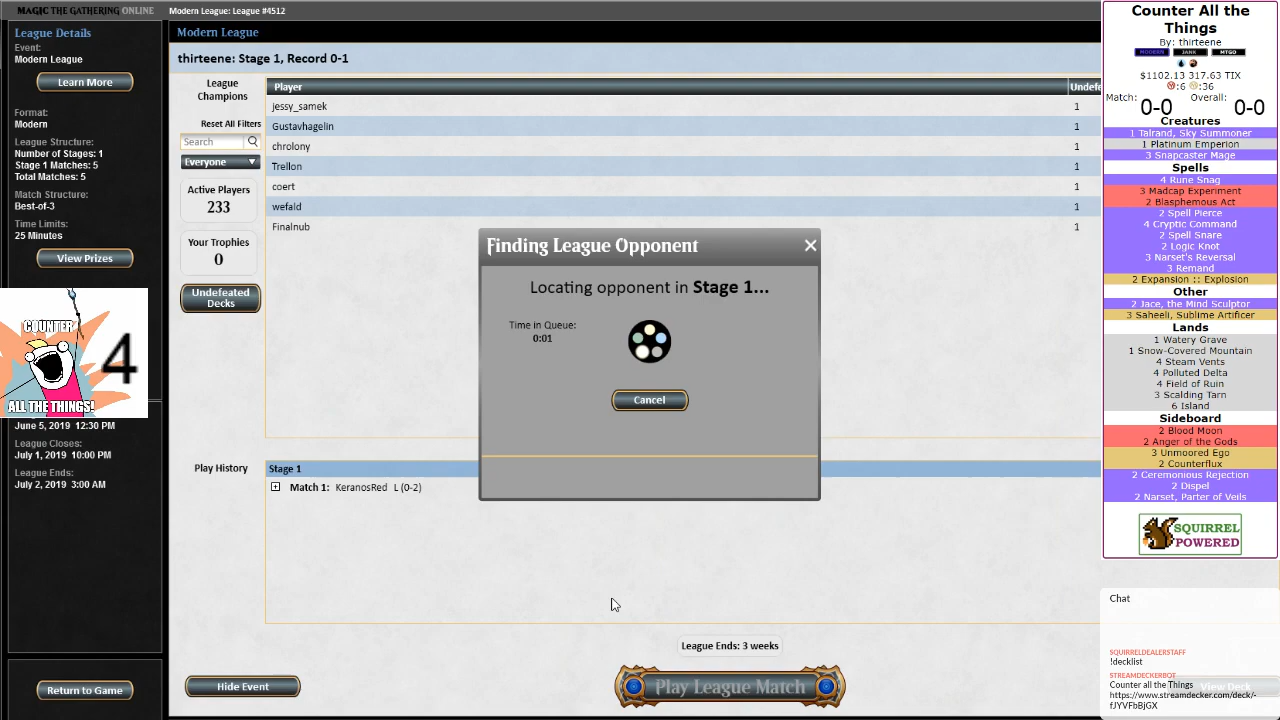 MAGIC THE GATHERING ONLINE
Modern League: League #4512
League Details
Event:
Modern League
Learn More
Format:
Modern
League Structure:
Number of Stages: 1
Stage 1 Matches: 5
Total Matches: 5
Match Structure:
Best-of-3
Time Limits:
25 Minutes
View Prizes
COUNTER
4
ALL THE THINGS!
June 5, 2019 12:30 PM
League Closes:
July 1, 2019 10:00 PM
League Ends:
July 2, 2019 3:00 AM
Return to Game
Modern League
thirteene: Stage 1, Record 0-1
League
Champions
Reset All Filters
Search
Everyone
Active Players
233
Your Trophies
0
Undefeated
Decks
Player
Undefe
jessy_samek 1
Gustavhagelin 1
chrolony 1
Trellon 1
coert 1
wefald 1
Finalnub 1
Finding League Opponent
Locating opponent in Stage 1...
Time in Queue:
0:01
Cancel
Play History
Stage 1
Match 1: KeranosRed L (0-2)
League Ends: 3 weeks
Hide Event
Play League Match
Counter All the
Things
By: thirteene
MODERN JANK MTGO
$1102.13 317.63 TIX
:6 :36
Match: 0-0 Overall: 0-0
Creatures
1 Talrand, Sky Summoner
1 Platinum Emperion
3 Snapcaster Mage
Spells
4 Rune Snag
3 Madcap Experiment
2 Blasphemous Act
2 Spell Pierce
4 Cryptic Command
2 Spell Snare
2 Logic Knot
3 Narset's Reversal
3 Remand
2 Expansion :: Explosion
Other
2 Jace, the Mind Sculptor
3 Saheeli, Sublime Artificer
Lands
1 Watery Grave
1 Snow-Covered Mountain
4 Steam Vents
4 Polluted Delta
4 Field of Ruin
3 Scalding Tarn
6 Island
Sideboard
2 Blood Moon
2 Anger of the Gods
3 Unmoored Ego
2 Counterflux
2 Ceremonious Rejection
2 Dispel
2 Narset, Parter of Veils
SQUIRREL
POWERED
Chat
SQUIRRELDEALERSTAFF
!decklist
STREAMDECKERBOT
Counter all the Things
https://www.streamdecker.com/deck/-
fJYVFbBjGX
View Deck